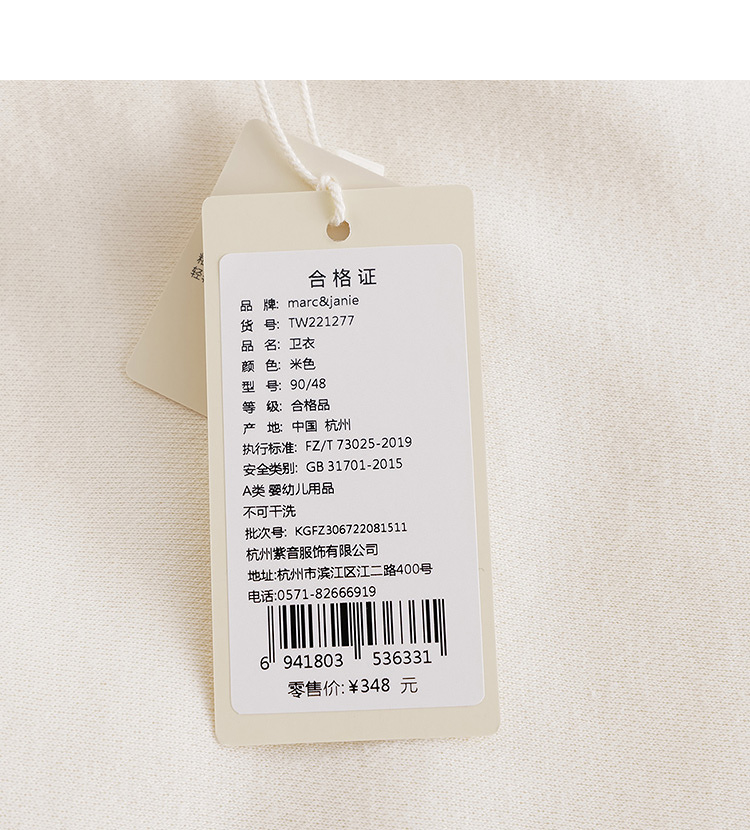 合格证
品 牌: marc&janie
货 号: TW221277
品 名: 卫衣
颜 色: 米色
型 号: 90/48
等 级: 合格品
产 地: 中国 杭州
执行标准: FZ/T 73025-2019
安全类别: GB 31701-2015
A类 婴幼儿用品
不可干洗
批次号: KGFZ306722081511
杭州紫音服饰有限公司
地址:杭州市滨江区江二路400号
电话:0571-82666919
6 941803 536331
零售价:¥348 元